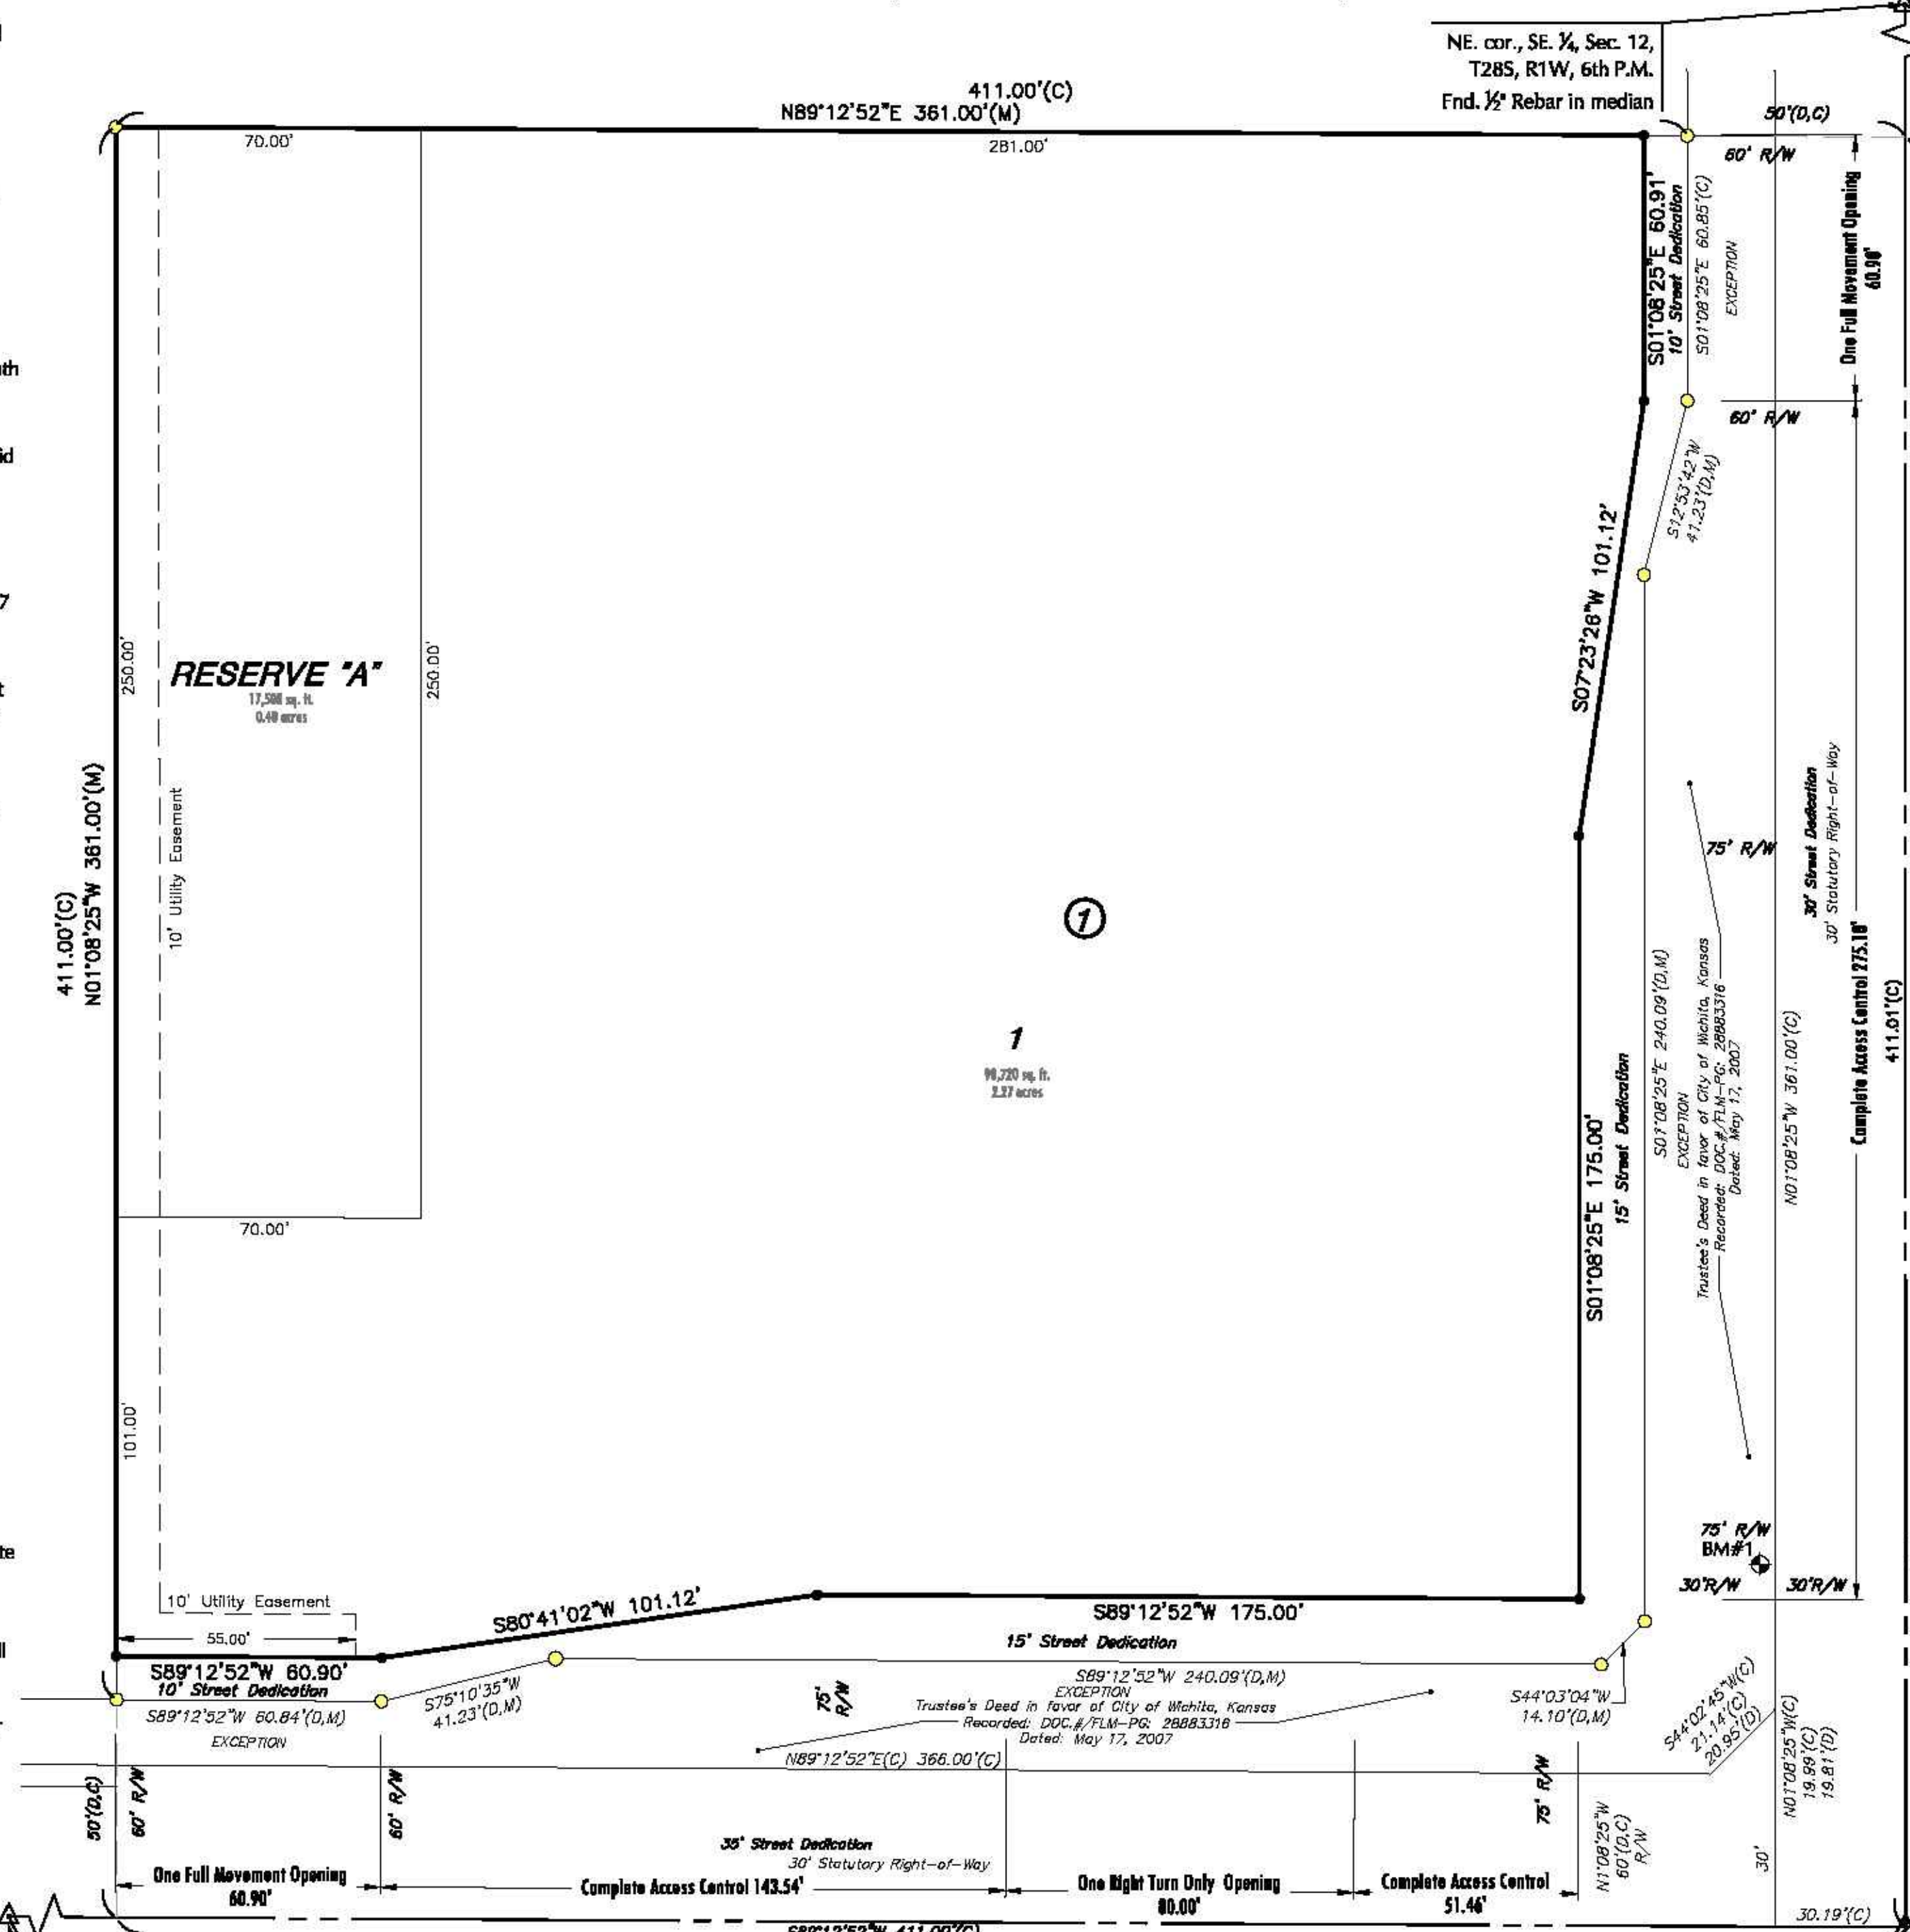 NE. cor., SE. ¼, Sec. 12,
T28S, R1W, 6th P.M.
Fnd. ½" Rebar in median
411.00'(C)
N89°12'52"E 361.00'(M)
50'(D,C)
70.00'
281.00'
60' R/W
S01°08'25"E 60.91'
10' Street Dedication
S01°08'25"E 60.85'(C)
EXCEPTION
One Full Movement Opening
60.90'
60' R/W
S12°53'42"W
41.23'(D,M)
S07°23'26"W 101.12'
250.00'
250.00'
RESERVE "A"
17,500 sq. ft.
0.40 acres
411.00'(C)
N01°08'25"W 361.00'(M)
10' Utility Easement
1
1
98,720 sq. ft.
2.27 acres
75' R/W
30' Street Dedication
30' Statutory Right-of-Way
Complete Access Control 275.10'
411.01'(C)
S01°08'25"E 240.09'(D,M)
EXCEPTION
Trustee's Deed in favor of City of Wichita, Kansas
Recorded: DOC.#/FLM-PG: 28883316
Dated: May 17, 2007
N01°08'25"W 361.00'(C)
S01°08'25"E 175.00'
15' Street Dedication
70.00'
101.00'
75' R/W
BM#1
30'R/W
30'R/W
10' Utility Easement
55.00'
S80°41'02"W 101.12'
S89°12'52"W 175.00'
15' Street Dedication
S89°12'52"W 60.90'
10' Street Dedication
S89°12'52"W 60.84'(D,M)
EXCEPTION
S75°10'35"W
41.23'(D,M)
75'
R/W
S89°12'52"W 240.09'(D,M)
EXCEPTION
Trustee's Deed in favor of City of Wichita, Kansas
Recorded: DOC.#/FLM-PG: 28883316
Dated: May 17, 2007
N89°12'52"E(C) 366.00'(C)
S44°03'04"W
14.10'(D,M)
S44°02'45"W(C)
21.14'(C)
20.95'(D)
N01°08'25"W(C)
19.99'(C)
19.81'(D)
50'(D,C)
60' R/W
60' R/W
75' R/W
N1°08'25"W
60'(D,C)
R/W
30'
35' Street Dedication
30' Statutory Right-of-Way
One Full Movement Opening
60.90'
Complete Access Control 143.54'
One Right Turn Only Opening
80.00'
Complete Access Control
51.46'
30.19'(C)
S89°12'52"W 411.00'(C)